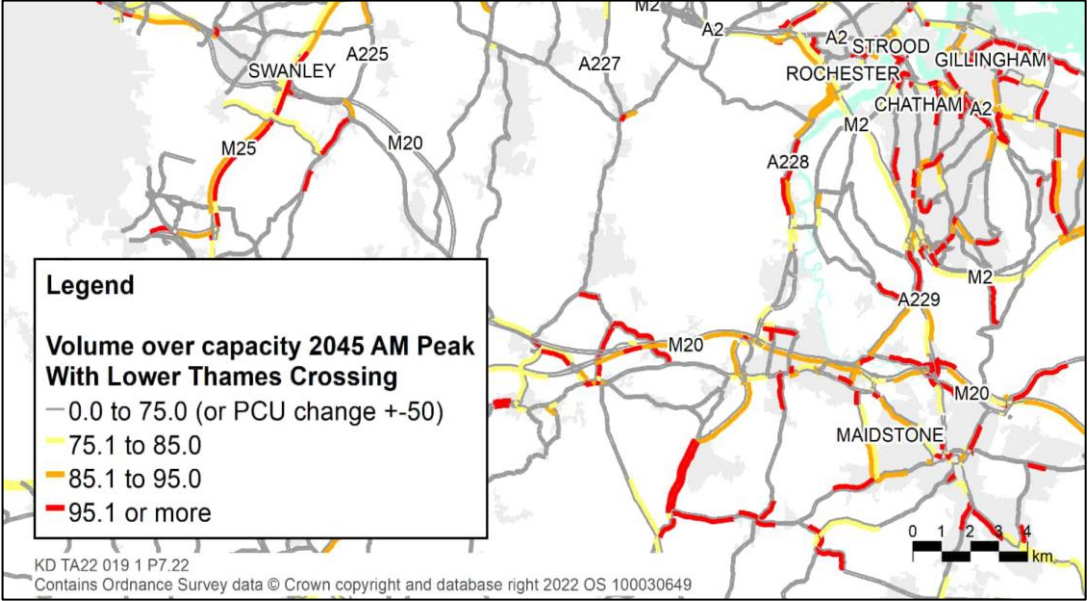 M2
A2
A225
A227
A2
STROOD
SWANLEY
GILLINGHAM
ROCHESTER
CHATHAM
A2
M25
M20
M2
A228
Legend
M2
A229
Volume over capacity 2045 AM Peak
With Lower Thames Crossing
M20
0.0 to 75.0 (or PCU change +-50)
M20
75.1 to 85.0
85.1 to 95.0
MAIDSTONE
95.1 or more
0 1 2 3 4
km
KD TA22 019 1 P7.22
Contains Ordnance Survey data © Crown copyright and database right 2022 OS 100030649